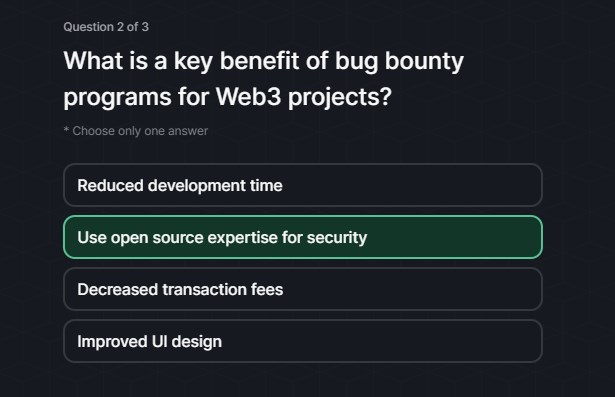 Question 2 of 3
What is a key benefit of bug bounty
programs for Web3 projects?
* Choose only one answer
Reduced development time
Use open source expertise for security
Decreased transaction fees
Improved UI design